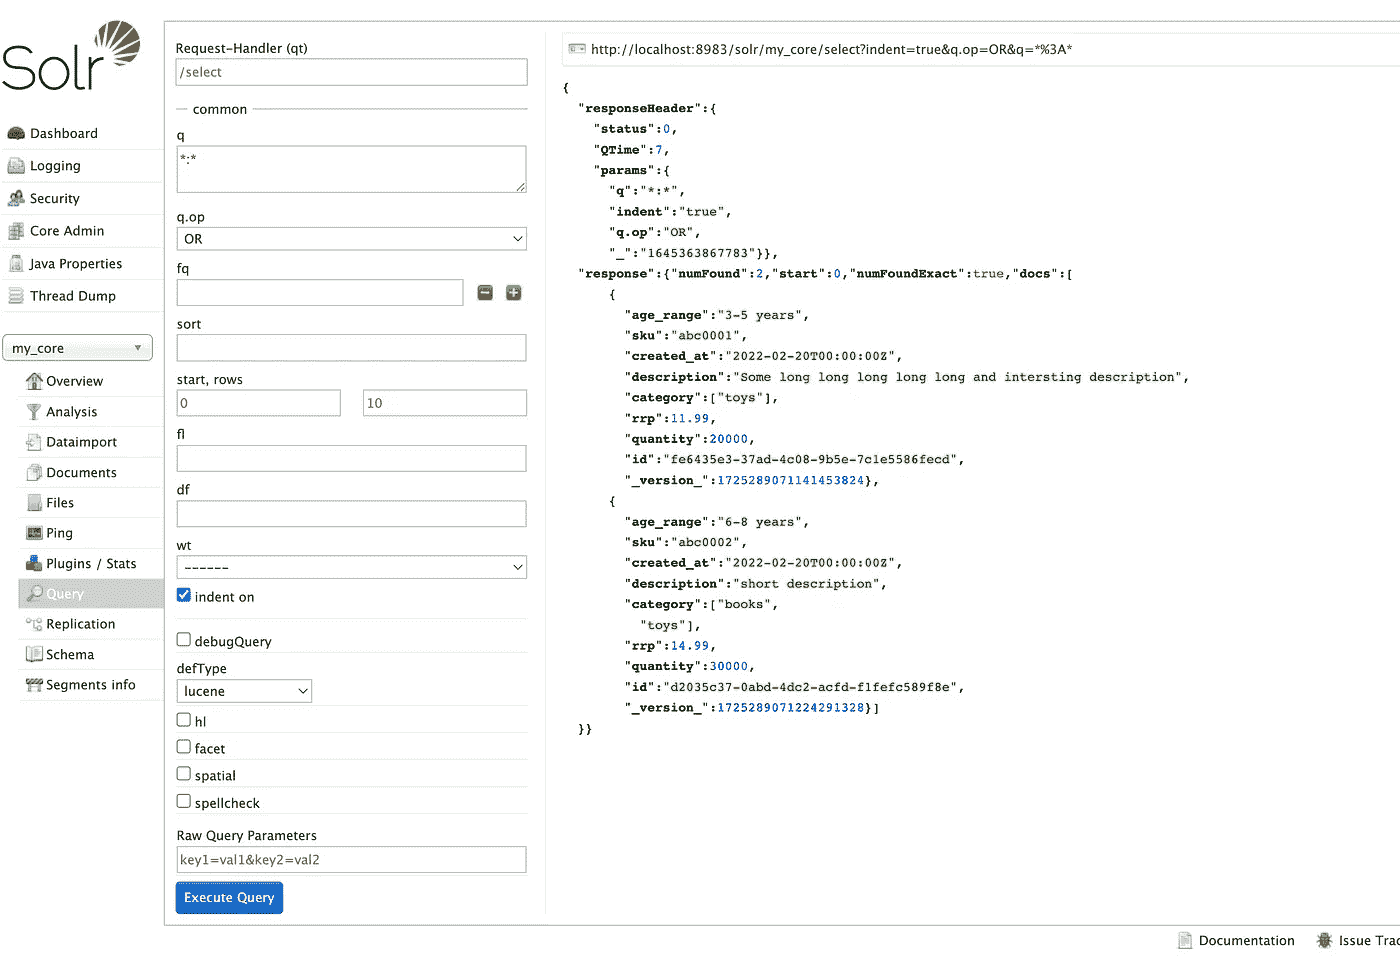 Solr
Dashboard
Logging
Security
Core Admin
Java Properties
Thread Dump
my_core
Overview
Analysis
Dataimport
Documents
Files
Ping
Plugins / Stats
Query
Replication
Schema
Segments info
Request-Handler (qt)
/select
common
q
*:*
q.op
OR
fq
sort
start, rows
0 10
fl
df
wt
------
indent on
debugQuery
defType
lucene
hl
facet
spatial
spellcheck
Raw Query Parameters
key1=val1&key2=val2
Execute Query
http://localhost:8983/solr/my_core/select?indent=true&q.op=OR&q=*%3A*
{
"responseHeader":{
"status":0,
"QTime":7,
"params":{
"q":"*:*",
"indent":"true",
"q.op":"OR",
"_":"1645363867783"}},
"response":{"numFound":2,"start":0,"numFoundExact":true,"docs":[
{
"age_range":"3-5 years",
"sku":"abc0001",
"created_at":"2022-02-20T00:00:00Z",
"description":"Some long long long long long and intersting description",
"category":["toys"],
"rrp":11.99,
"quantity":20000,
"id":"fe6435e3-37ad-4c08-9b5e-7c1e5586fecd",
"_version_":1725289071141453824},
{
"age_range":"6-8 years",
"sku":"abc0002",
"created_at":"2022-02-20T00:00:00Z",
"description":"short description",
"category":["books",
"toys"],
"rrp":14.99,
"quantity":30000,
"id":"d2035c37-0abd-4dc2-acfd-f1fefc589f8e",
"_version_":1725289071224291328}]
}}
Documentation
Issue Trac